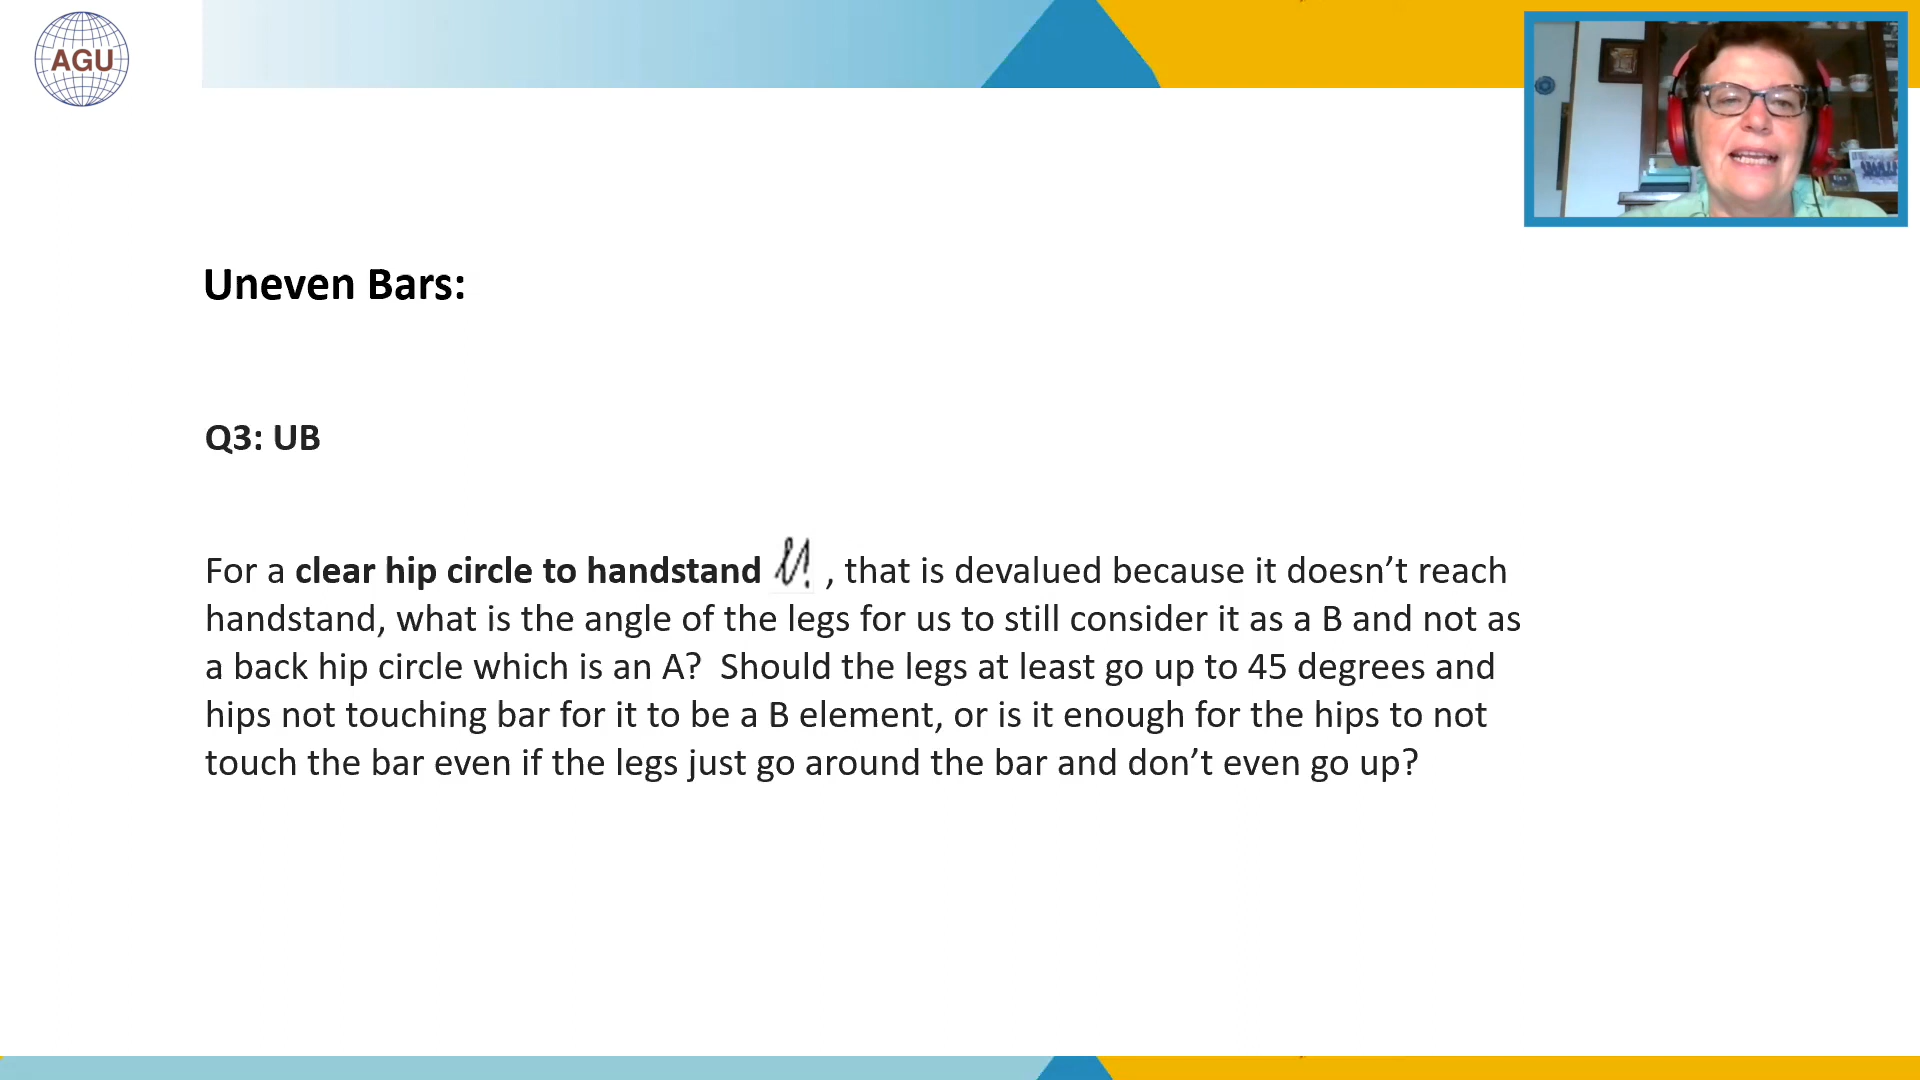 AGU
Uneven Bars:
Q3: UB
For a clear hip circle to handstand , that is devalued because it doesn’t reach
handstand, what is the angle of the legs for us to still consider it as a B and not as
a back hip circle which is an A? Should the legs at least go up to 45 degrees and
hips not touching bar for it to be a B element, or is it enough for the hips to not
touch the bar even if the legs just go around the bar and don’t even go up?